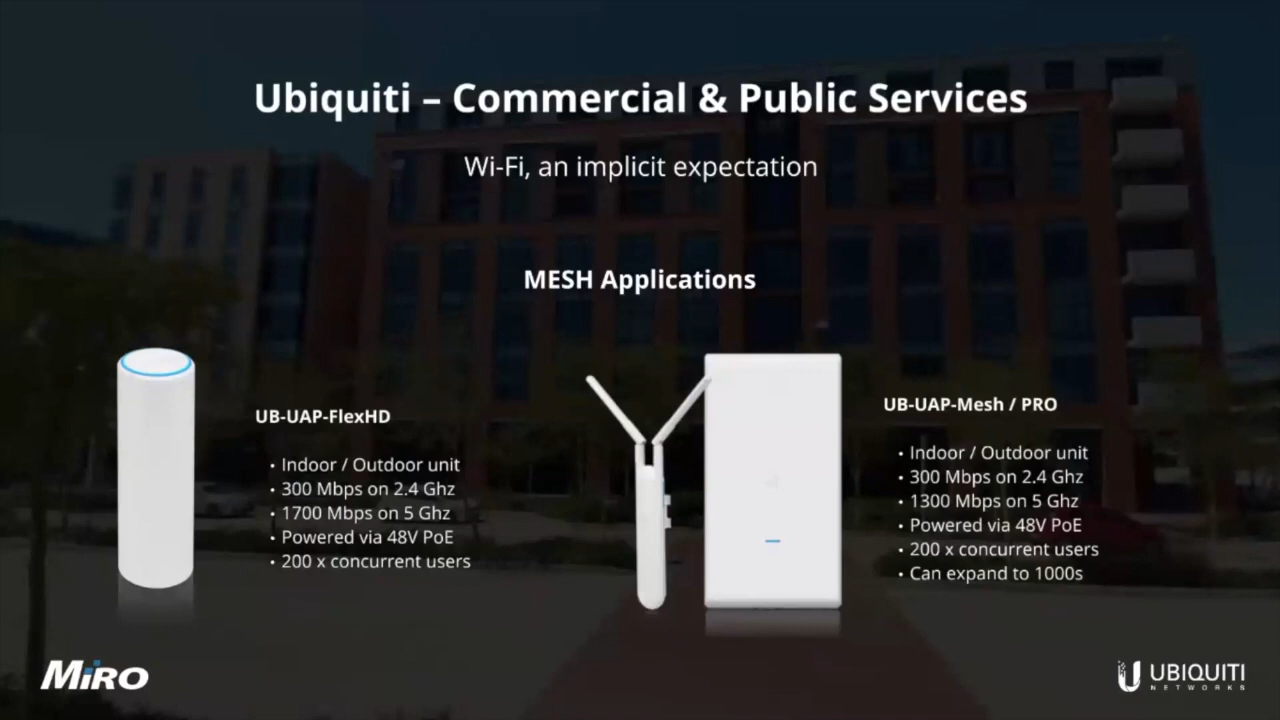 Ubiquiti – Commercial & Public Services
Wi-Fi, an implicit expectation
MESH Applications
UB-UAP-FlexHD
• Indoor / Outdoor unit
• 300 Mbps on 2.4 Ghz
• 1700 Mbps on 5 Ghz
• Powered via 48V PoE
• 200 x concurrent users
UB-UAP-Mesh / PRO
• Indoor / Outdoor unit
• 300 Mbps on 2.4 Ghz
• 1300 Mbps on 5 Ghz
• Powered via 48V PoE
• 200 x concurrent users
• Can expand to 1000s
MiRO
UBIQUITI
NETWORKS